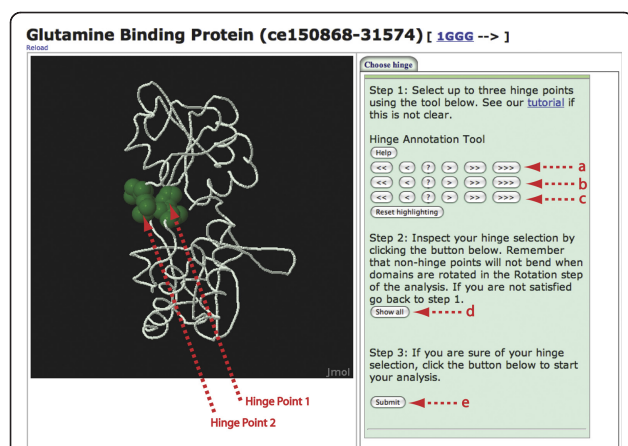 Glutamine Binding Protein (ce150868-31574) [ 1GGG --> ]
Reload
Jmol
Hinge Point 1
Hinge Point 2
Choose hinge
Step 1: Select up to three hinge points
using the tool below. See our tutorial if
this is not clear.
Hinge Annotation Tool
Help
<< < ? > >> >>> a
<< < ? > >> >>> b
<< < ? > >> >>> c
Reset highlighting
Step 2: Inspect your hinge selection by
clicking the button below. Remember
that non-hinge points will not bend when
domains are rotated in the Rotation step
of the analysis. If you are not satisfied
go back to step 1.
Show all d
Step 3: If you are sure of your hinge
selection, click the button below to start
your analysis.
Submit e